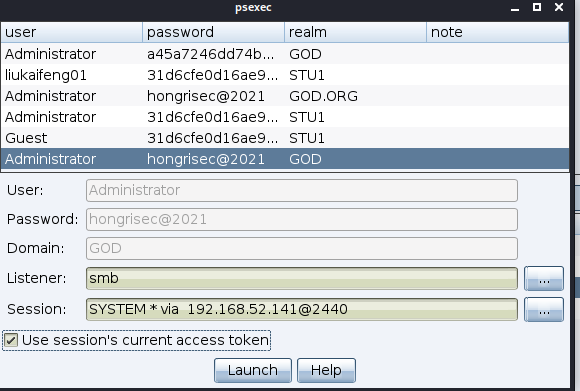 psexec
user password realm note
Administrator a45a7246dd74b... GOD
liukaifeng01 31d6cfe0d16ae9... STU1
Administrator hongrisec@2021 GOD.ORG
Administrator 31d6cfe0d16ae9... STU1
Guest 31d6cfe0d16ae9... STU1
Administrator hongrisec@2021 GOD
User: Administrator
Password: hongrisec@2021
Domain: GOD
Listener: smb ...
Session: SYSTEM * via 192.168.52.141@2440 ...
Use session's current access token
Launch Help